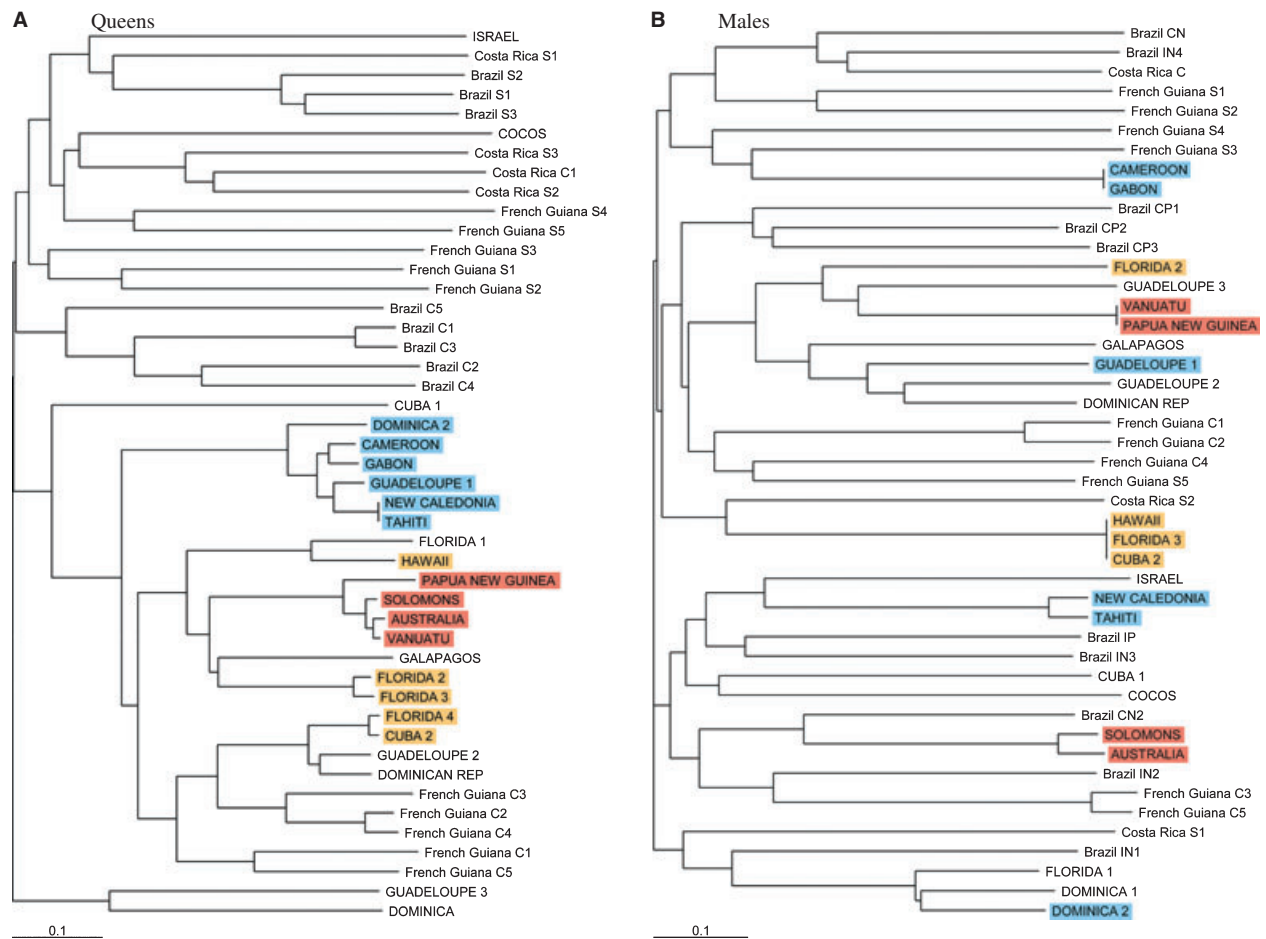 A
Queens
ISRAEL
Costa Rica S1
Brazil S2
Brazil S1
Brazil S3
COCOS
Costa Rica S3
Costa Rica C1
Costa Rica S2
French Guiana S4
French Guiana S5
French Guiana S3
French Guiana S1
French Guiana S2
Brazil C5
Brazil C1
Brazil C3
Brazil C2
Brazil C4
CUBA 1
DOMINICA 2
CAMEROON
GABON
GUADELOUPE 1
NEW CALEDONIA
TAHITI
FLORIDA 1
HAWAII
PAPUA NEW GUINEA
SOLOMONS
AUSTRALIA
VANUATU
GALAPAGOS
FLORIDA 2
FLORIDA 3
FLORIDA 4
CUBA 2
GUADELOUPE 2
DOMINICAN REP
French Guiana C3
French Guiana C2
French Guiana C4
French Guiana C1
French Guiana C5
GUADELOUPE 3
DOMINICA
0.1
B
Males
Brazil CN
Brazil IN4
Costa Rica C
French Guiana S1
French Guiana S2
French Guiana S4
French Guiana S3
CAMEROON
GABON
Brazil CP1
Brazil CP2
Brazil CP3
FLORIDA 2
GUADELOUPE 3
VANUATU
PAPUA NEW GUINEA
GALAPAGOS
GUADELOUPE 1
GUADELOUPE 2
DOMINICAN REP
French Guiana C1
French Guiana C2
French Guiana C4
French Guiana S5
Costa Rica S2
HAWAII
FLORIDA 3
CUBA 2
ISRAEL
NEW CALEDONIA
TAHITI
Brazil IP
Brazil IN3
CUBA 1
COCOS
Brazil CN2
SOLOMONS
AUSTRALIA
Brazil IN2
French Guiana C3
French Guiana C5
Costa Rica S1
Brazil IN1
FLORIDA 1
DOMINICA 1
DOMINICA 2
0.1